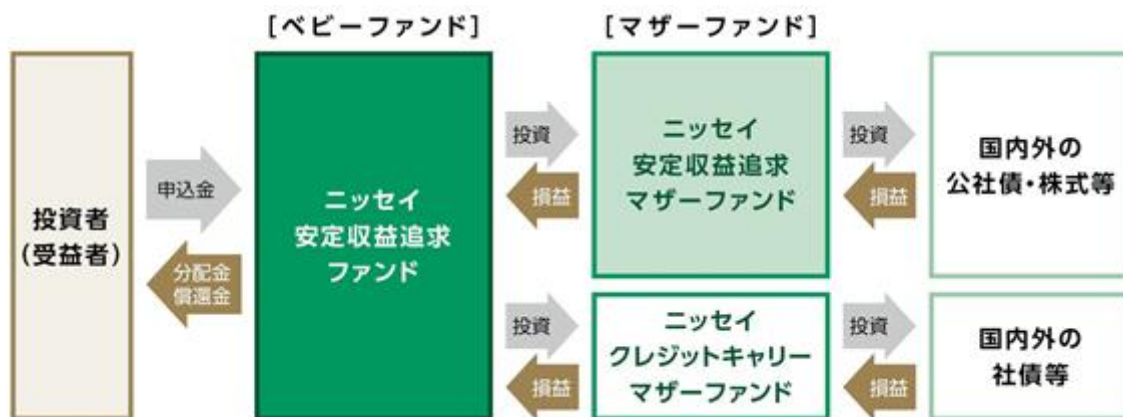 ［ベビーファンド］
［マザーファンド］
投資者
（受益者）
申込金
分配金
償還金
ニッセイ
安定収益追求
ファンド
投資
損益
ニッセイ
安定収益追求
マザーファンド
投資
損益
国内外の
公社債・株式等
投資
損益
ニッセイ
クレジットキャリー
マザーファンド
投資
損益
国内外の
社債等